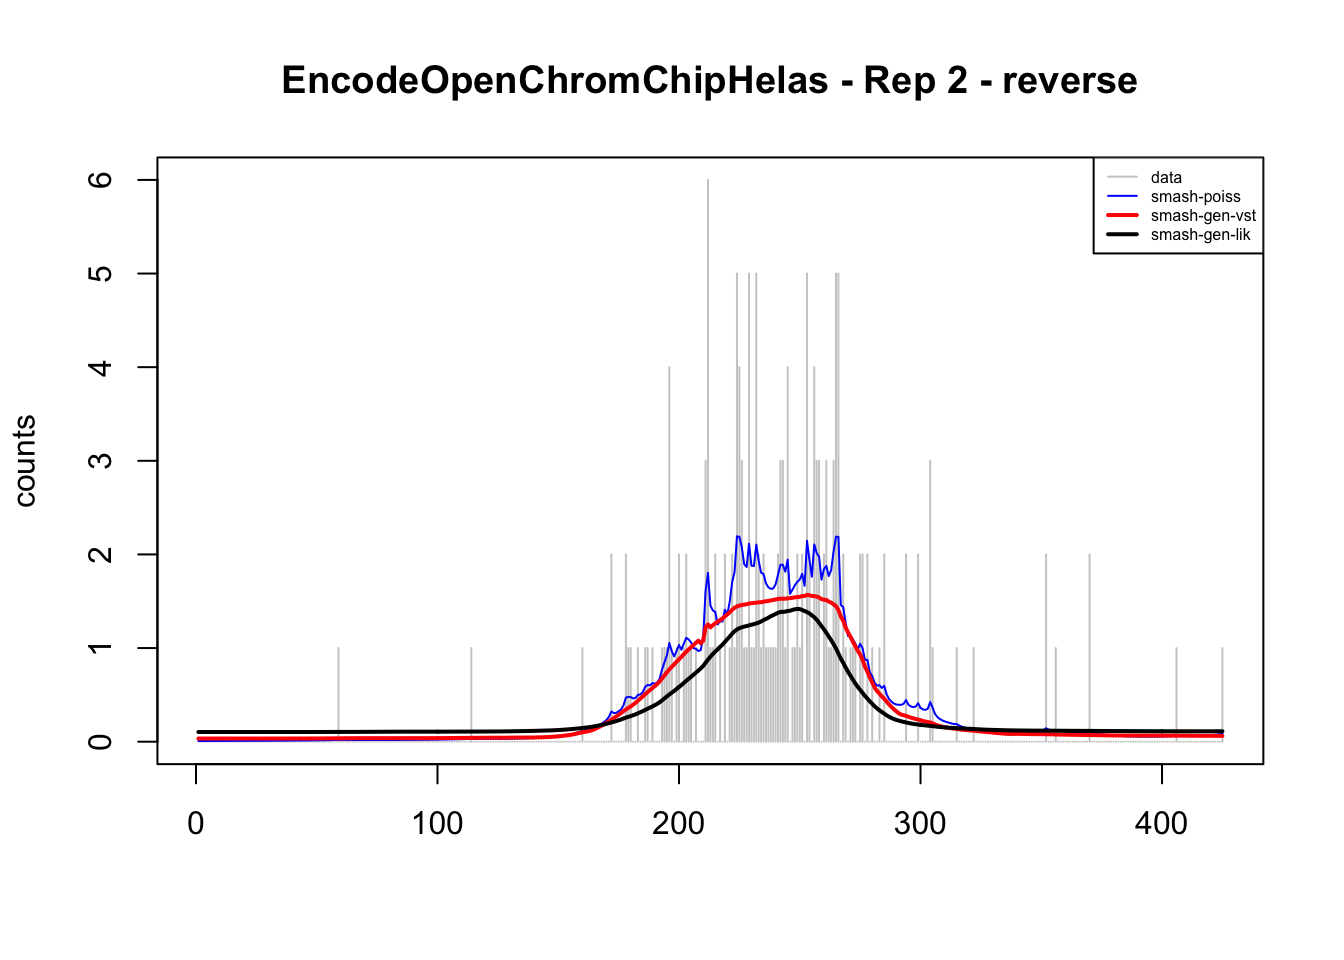 EncodeOpenChromChipHelas - Rep 2 - reverse
data
smash-poiss
smash-gen-vst
smash-gen-lik
counts
6
5
4
3
2
1
0
0 100 200 300 400